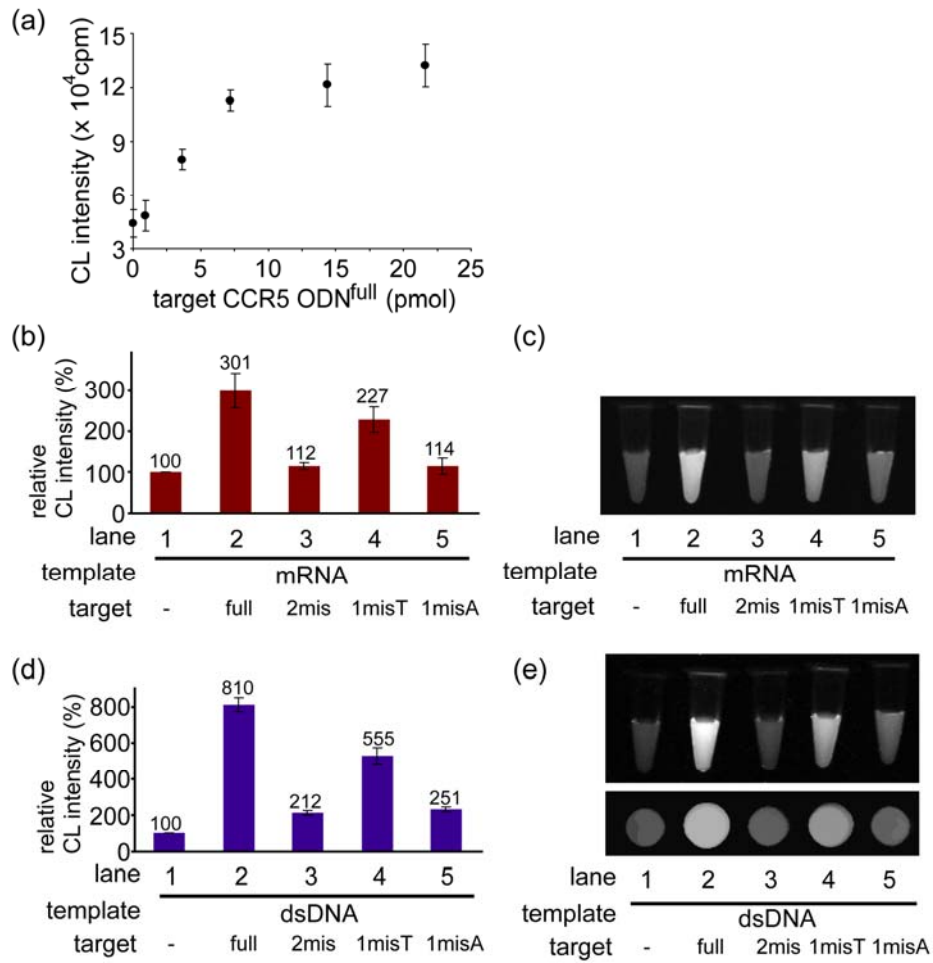 (a)
CL intensity (x 10⁴cpm)
15
12
9
6
3
0 5 10 15 20 25
target CCR5 ODN^full (pmol)
(b)
relative
CL intensity (%)
300
200
100
0
100 301 112 227 114
lane 1 2 3 4 5
template mRNA
target - full 2mis 1misT 1misA
(c)
lane 1 2 3 4 5
template mRNA
target - full 2mis 1misT 1misA
(d)
relative
CL intensity (%)
800
600
400
200
0
100 810 212 555 251
lane 1 2 3 4 5
template dsDNA
target - full 2mis 1misT 1misA
(e)
lane 1 2 3 4 5
template dsDNA
target - full 2mis 1misT 1misA